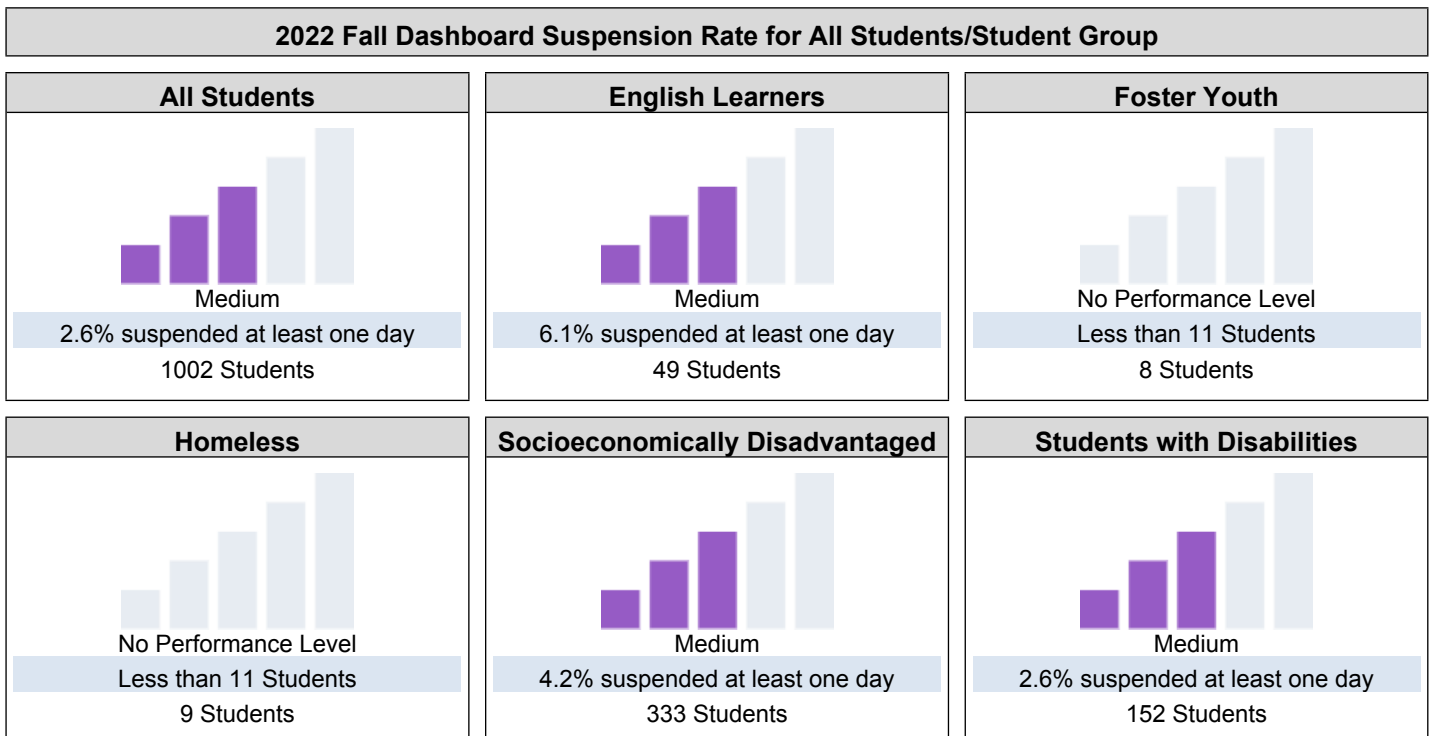 2022 Fall Dashboard Suspension Rate for All Students/Student Group
All Students
Medium
2.6% suspended at least one day
1002 Students
English Learners
Medium
6.1% suspended at least one day
49 Students
Foster Youth
No Performance Level
Less than 11 Students
8 Students
Homeless
No Performance Level
Less than 11 Students
9 Students
Socioeconomically Disadvantaged
Medium
4.2% suspended at least one day
333 Students
Students with Disabilities
Medium
2.6% suspended at least one day
152 Students